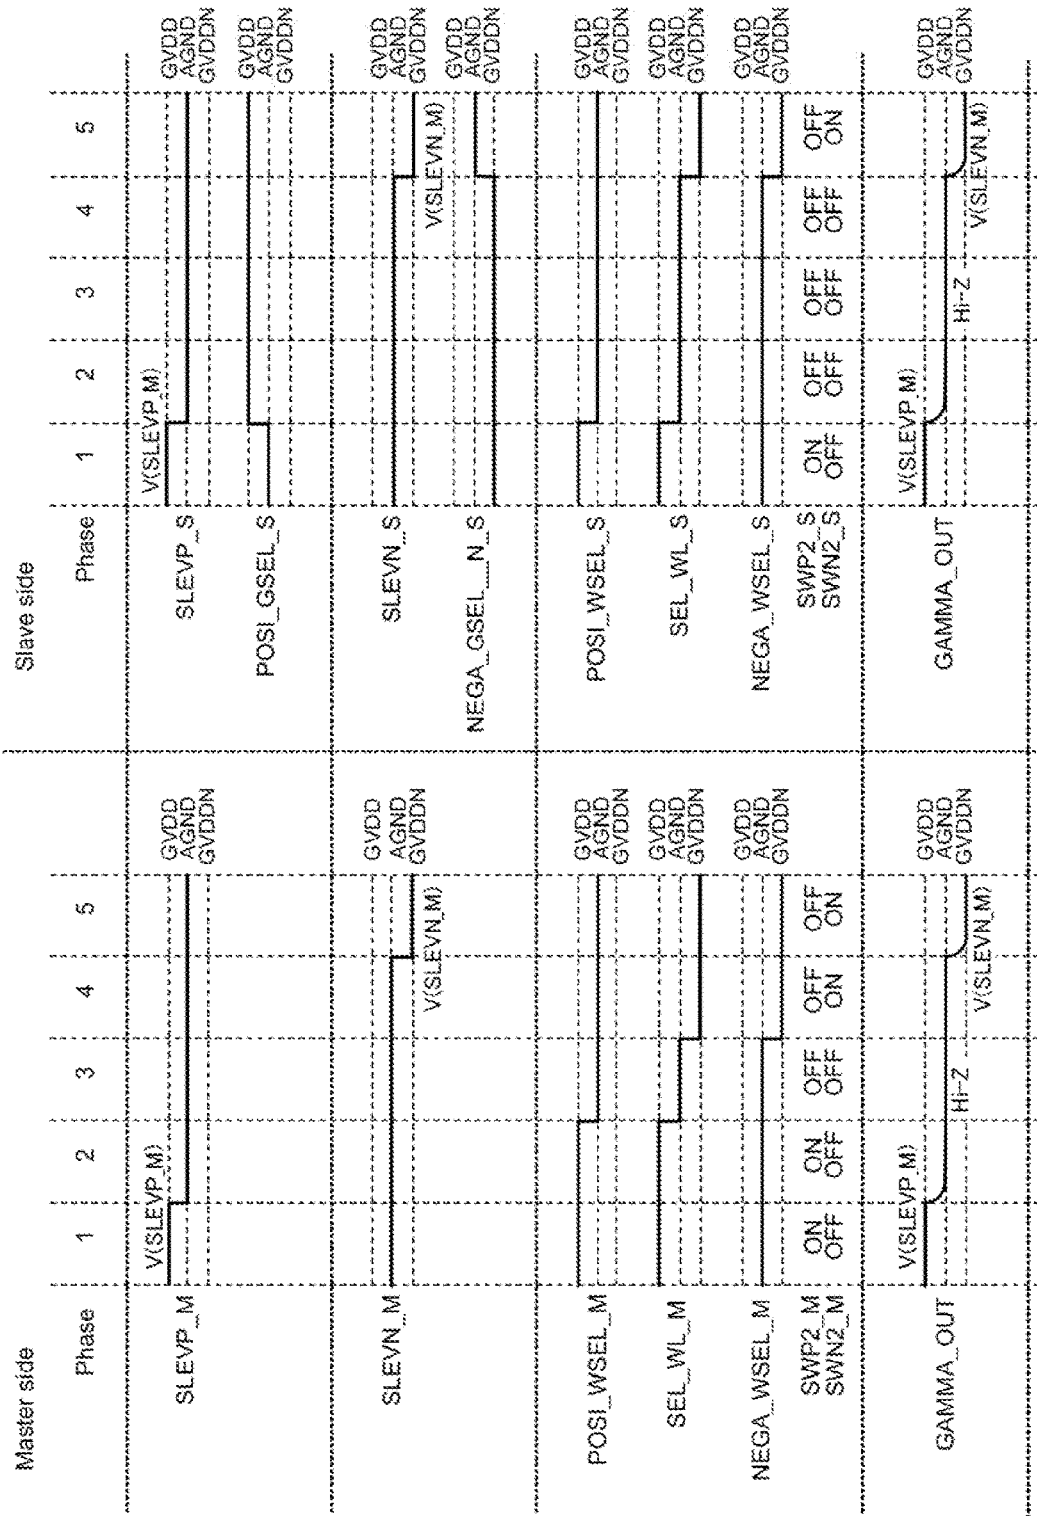 Master side
Phase 1 2 3 4 5
SLEVP_M V(SLEVP_M) GVDD
AGND
GVDDN
SLEVN_M V(SLEVN_M) GVDD
AGND
GVDDN
POSI_WSEL_M GVDD
AGND
GVDDN
SEL_WL_M GVDD
AGND
GVDDN
NEGA_WSEL_M GVDD
AGND
GVDDN
SWP2_M ON ON OFF OFF OFF
SWN2_M OFF OFF OFF ON ON
GAMMA_OUT V(SLEVP_M) Hi-Z V(SLEVN_M) GVDD
AGND
GVDDN
Slave side
Phase 1 2 3 4 5
SLEVP_S V(SLEVP_M) GVDD
AGND
GVDDN
POSI_GSEL_S GVDD
AGND
GVDDN
SLEVN_S V(SLEVN_M) GVDD
AGND
GVDDN
NEGA_GSEL__N_S GVDD
AGND
GVDDN
POSI_WSEL_S GVDD
AGND
GVDDN
SEL_WL_S GVDD
AGND
GVDDN
NEGA_WSEL_S GVDD
AGND
GVDDN
SWP2_S ON OFF OFF OFF OFF
SWN2_S OFF OFF OFF OFF ON
GAMMA_OUT V(SLEVP_M) Hi-Z V(SLEVN_M) GVDD
AGND
GVDDN